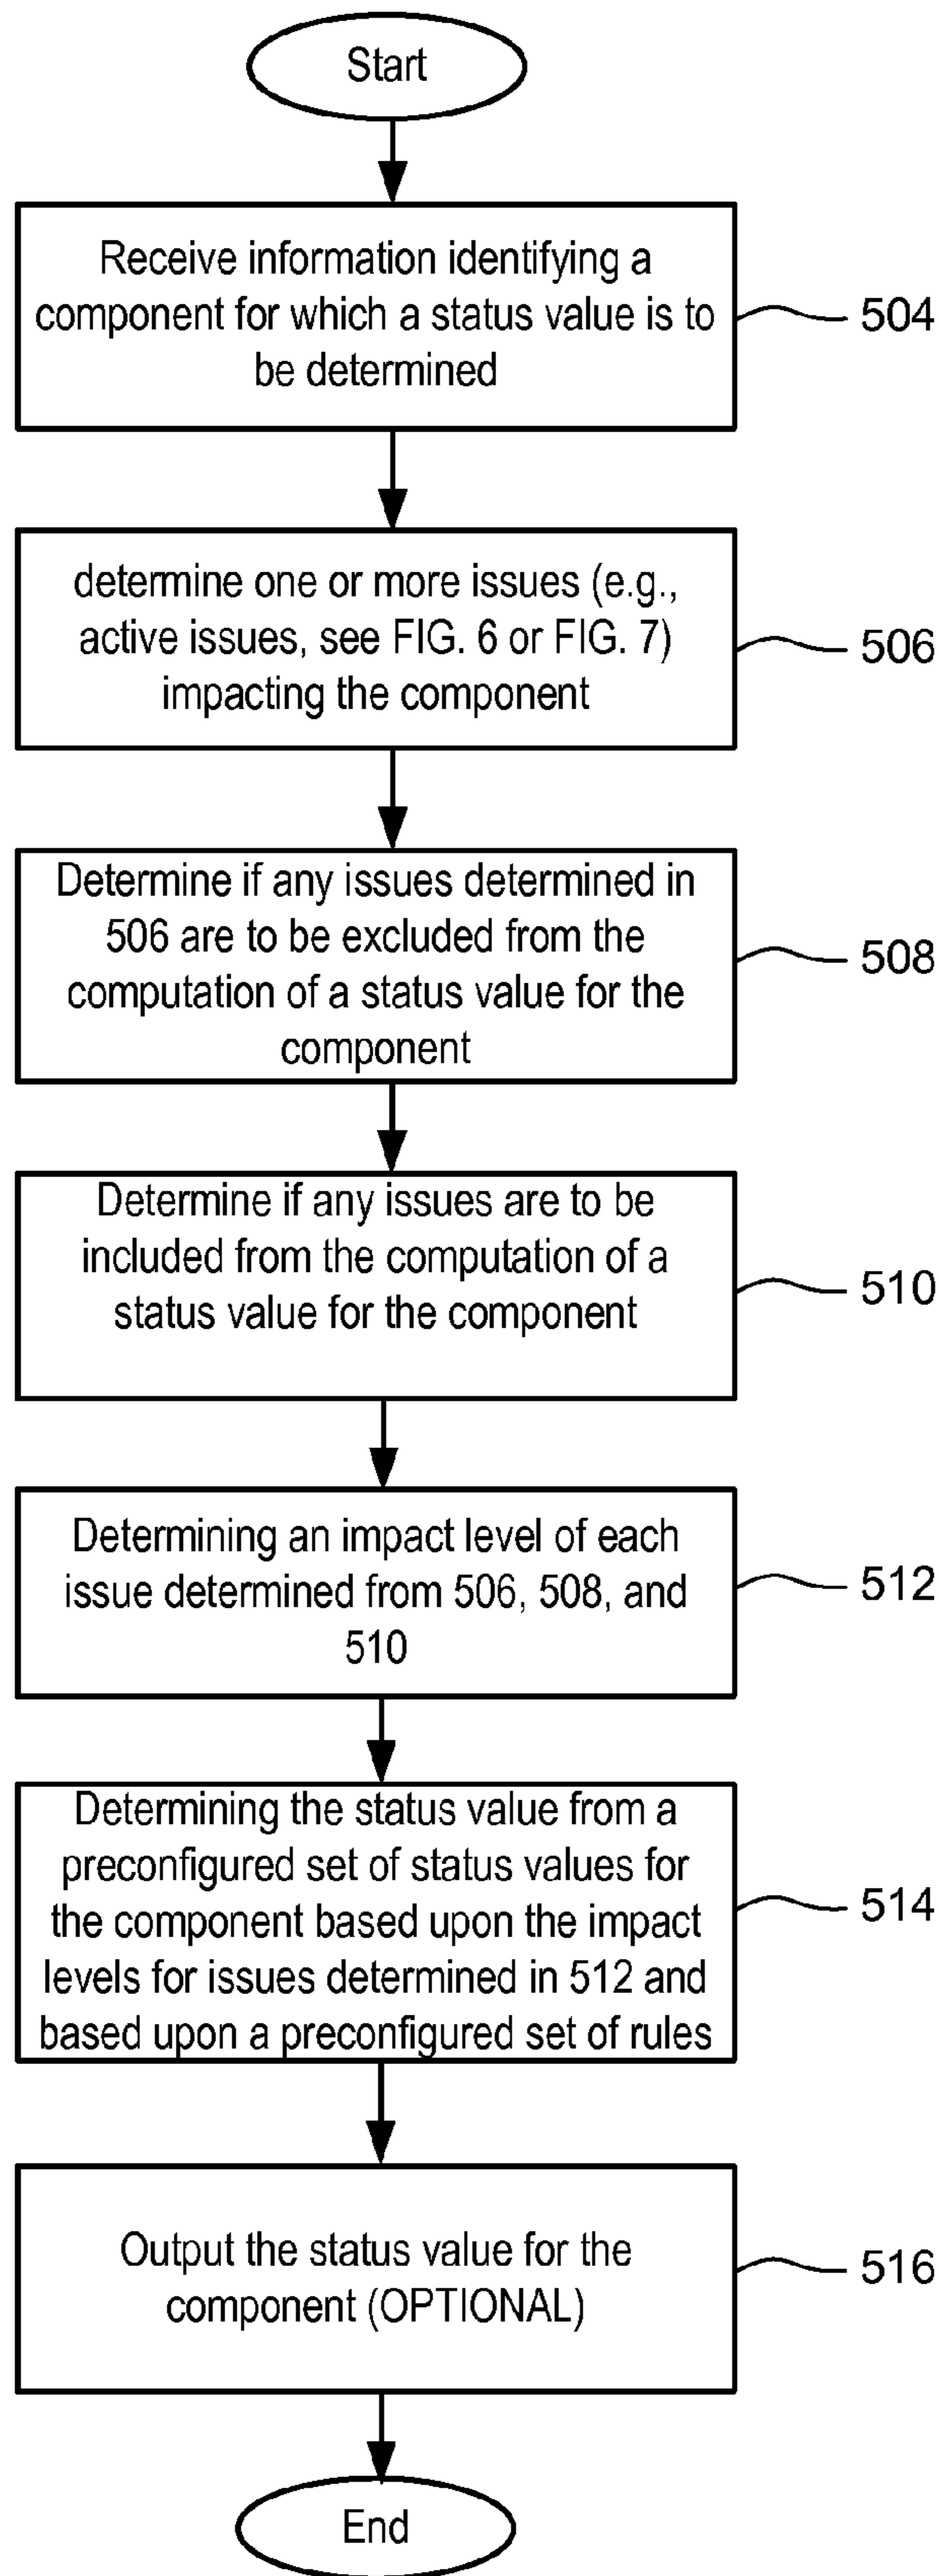 Start
Receive information identifying a
component for which a status value is to
be determined
504
determine one or more issues (e.g.,
active issues, see FIG. 6 or FIG. 7)
impacting the component
506
Determine if any issues determined in
506 are to be excluded from the
computation of a status value for the
component
508
Determine if any issues are to be
included from the computation of a
status value for the component
510
Determining an impact level of each
issue determined from 506, 508, and
510
512
Determining the status value from a
preconfigured set of status values for
the component based upon the impact
levels for issues determined in 512 and
based upon a preconfigured set of rules
514
Output the status value for the
component (OPTIONAL)
516
End